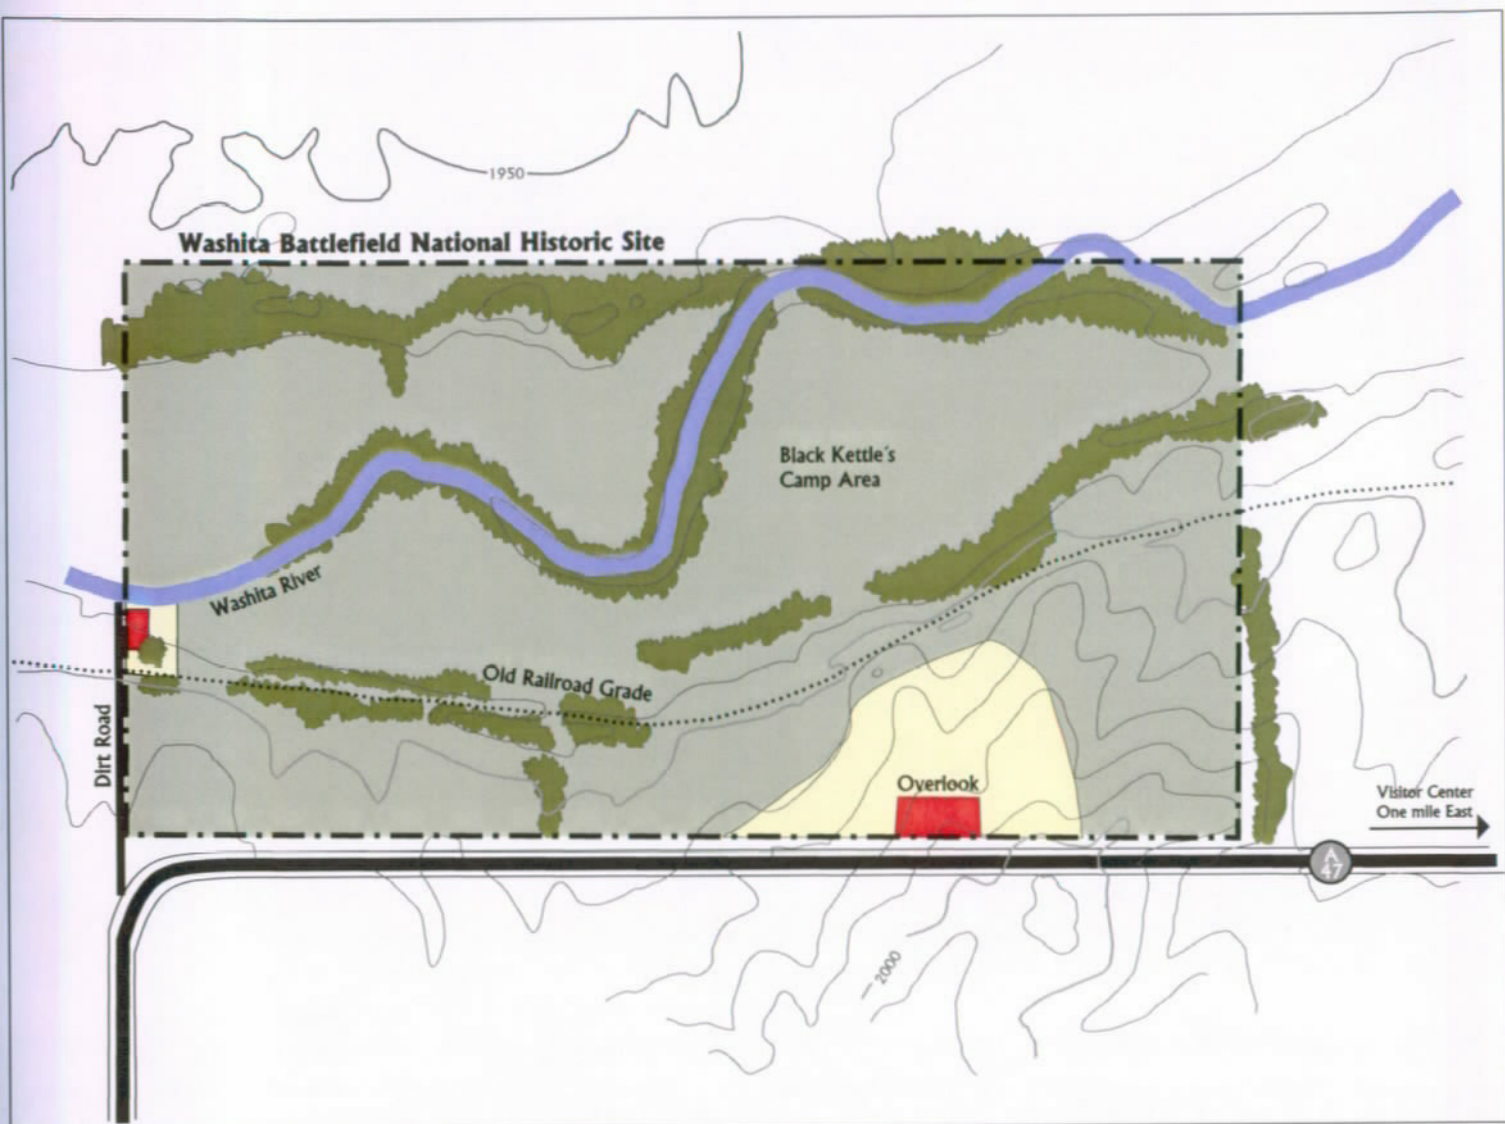 1950
Washita Battlefield National Historic Site
Black Kettle's
Camp Area
Washita River
Old Railroad Grade
Dirt Road
Overlook
Visitor Center
One mile East
47
2000